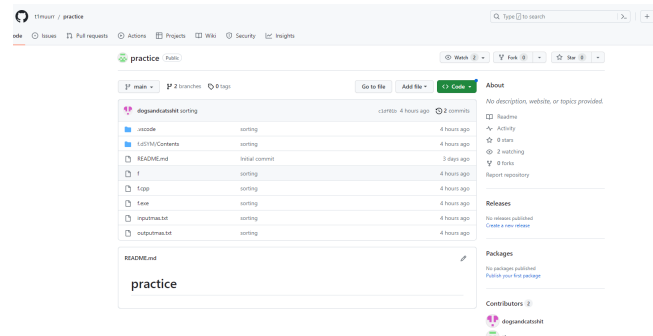 t1muurr / practice
Type / to search
ode Issues Pull requests Actions Projects Wiki Security Insights
practice Public
Watch 2 Fork 0 Star 0
main 2 branches 0 tags
Go to file Add file Code
dogsandcatsshit sorting
4 hours ago 2 commits
.vscode sorting 4 hours ago
f.dSYM/Contents sorting 4 hours ago
README.md Initial commit 3 days ago
f sorting 4 hours ago
f.cpp sorting 4 hours ago
f.exe sorting 4 hours ago
inputmas.txt sorting 4 hours ago
outputmas.txt sorting 4 hours ago
README.md
practice
About
No description, website, or topics provided.
Readme
Activity
0 stars
2 watching
0 forks
Report repository
Releases
No releases published
Create a new release
Packages
No packages published
Publish your first package
Contributors 2
dogsandcatsshit